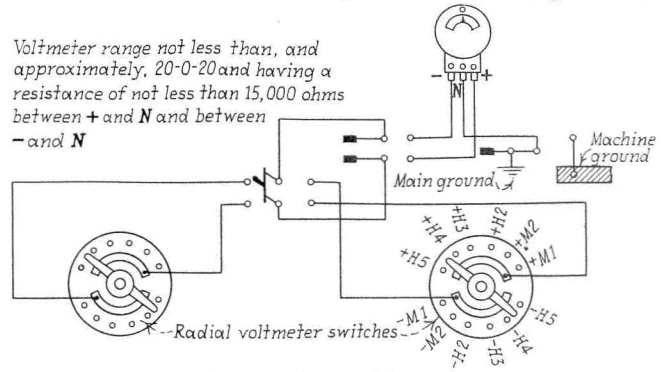 Voltmeter range not less than, and
approximately, 20-0-20 and having a
resistance of not less than 15,000 ohms
between + and N and between
- and N
- +
N
Machine
ground
Main ground
+H5
+H4
+H3
+H2
+M2
+M1
-M1
-M2
-H2
-H3
-H4
-H5
Radial voltmeter switches